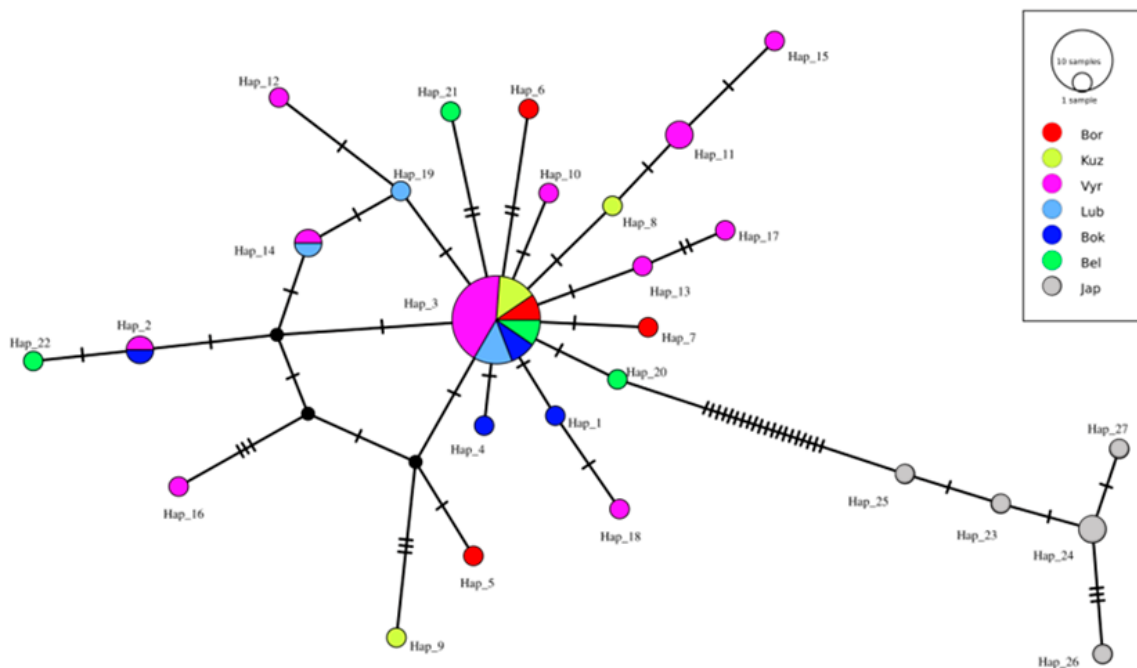 Hap_15
10 samples
1 sample
Hap_12
Hap_21
Hap_6
Hap_11
Bor
Kuz
Vyr
Lub
Bok
Bel
Jap
Hap_19
Hap_10
Hap_8
Hap_17
Hap_14
Hap_13
Hap_3
Hap_2
Hap_22
Hap_7
Hap_20
Hap_1
Hap_4
Hap_27
Hap_16
Hap_25
Hap_23
Hap_18
Hap_24
Hap_5
Hap_9
Hap_26